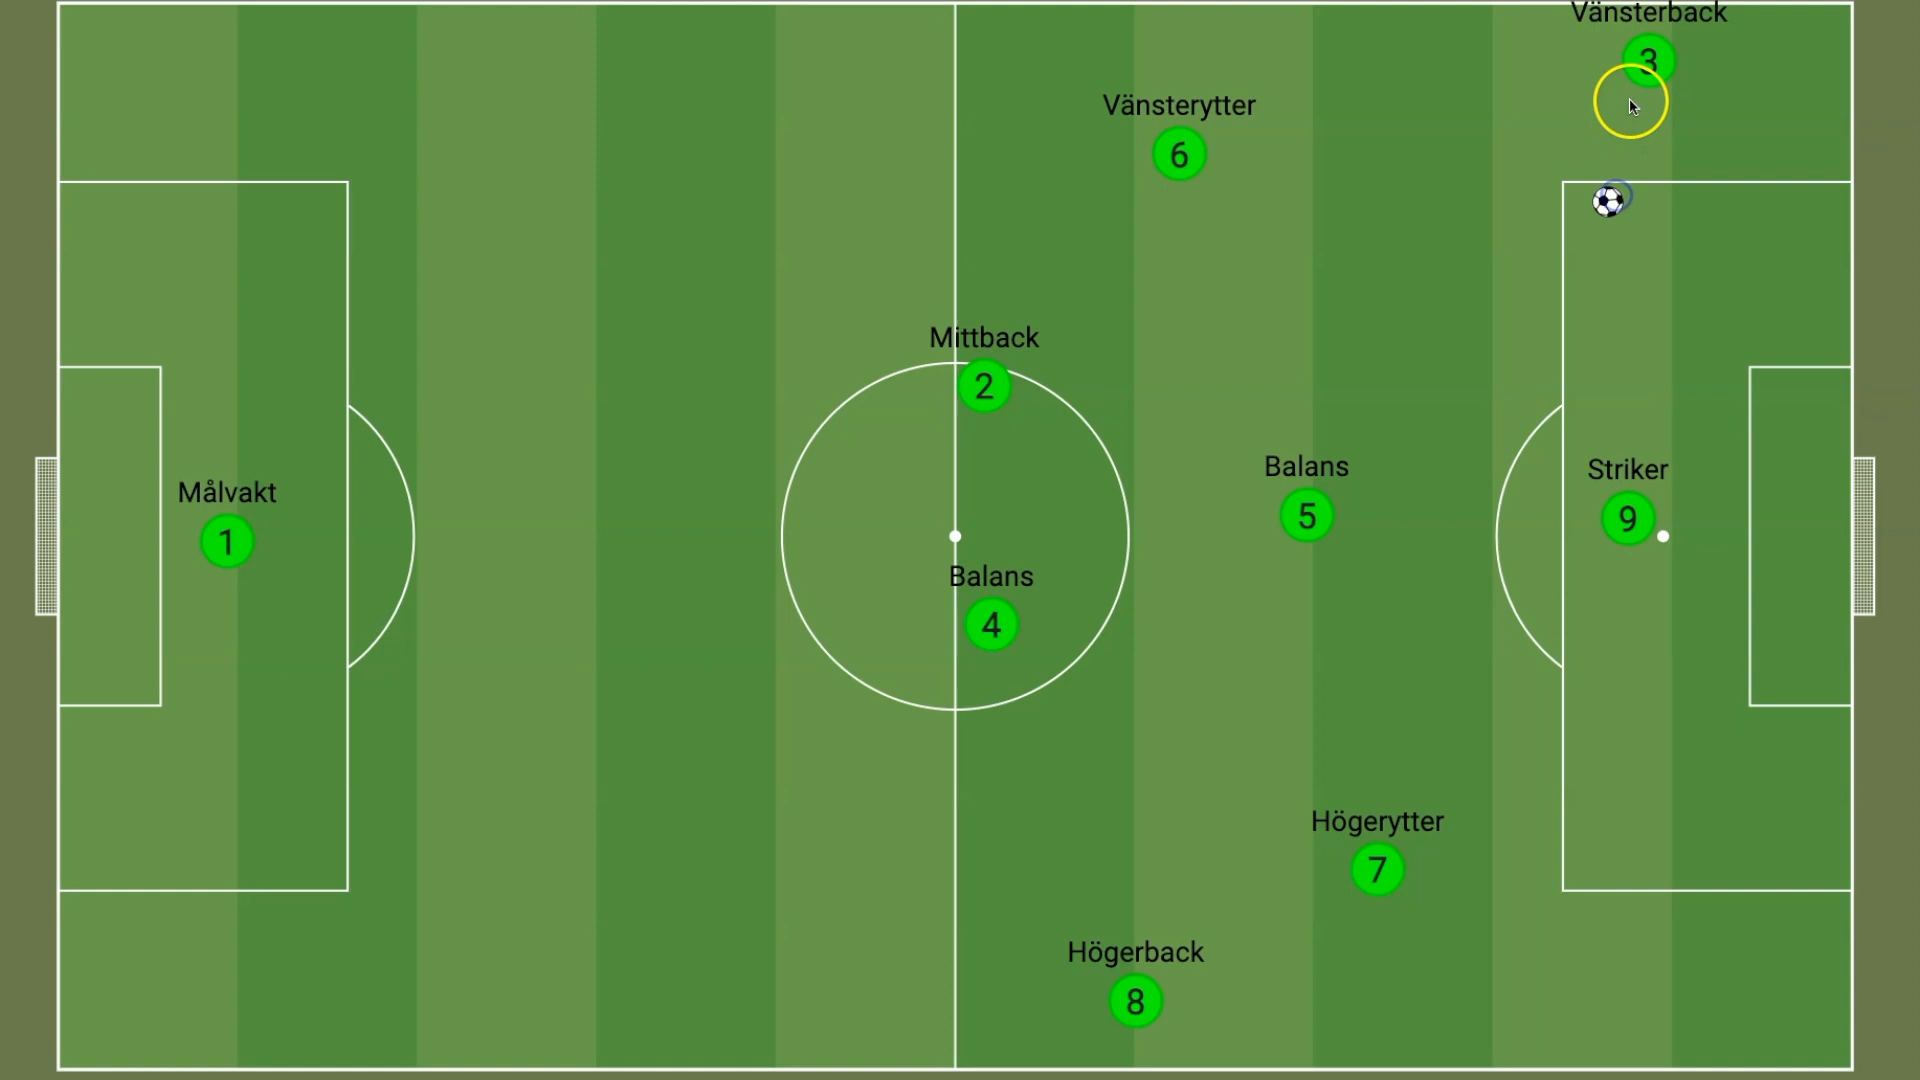 Vänsterback
3
Vänsterytter
6
Mittback
2
Balans
5
Striker
9
Målvakt
1
Balans
4
Högerytter
7
Högerback
8